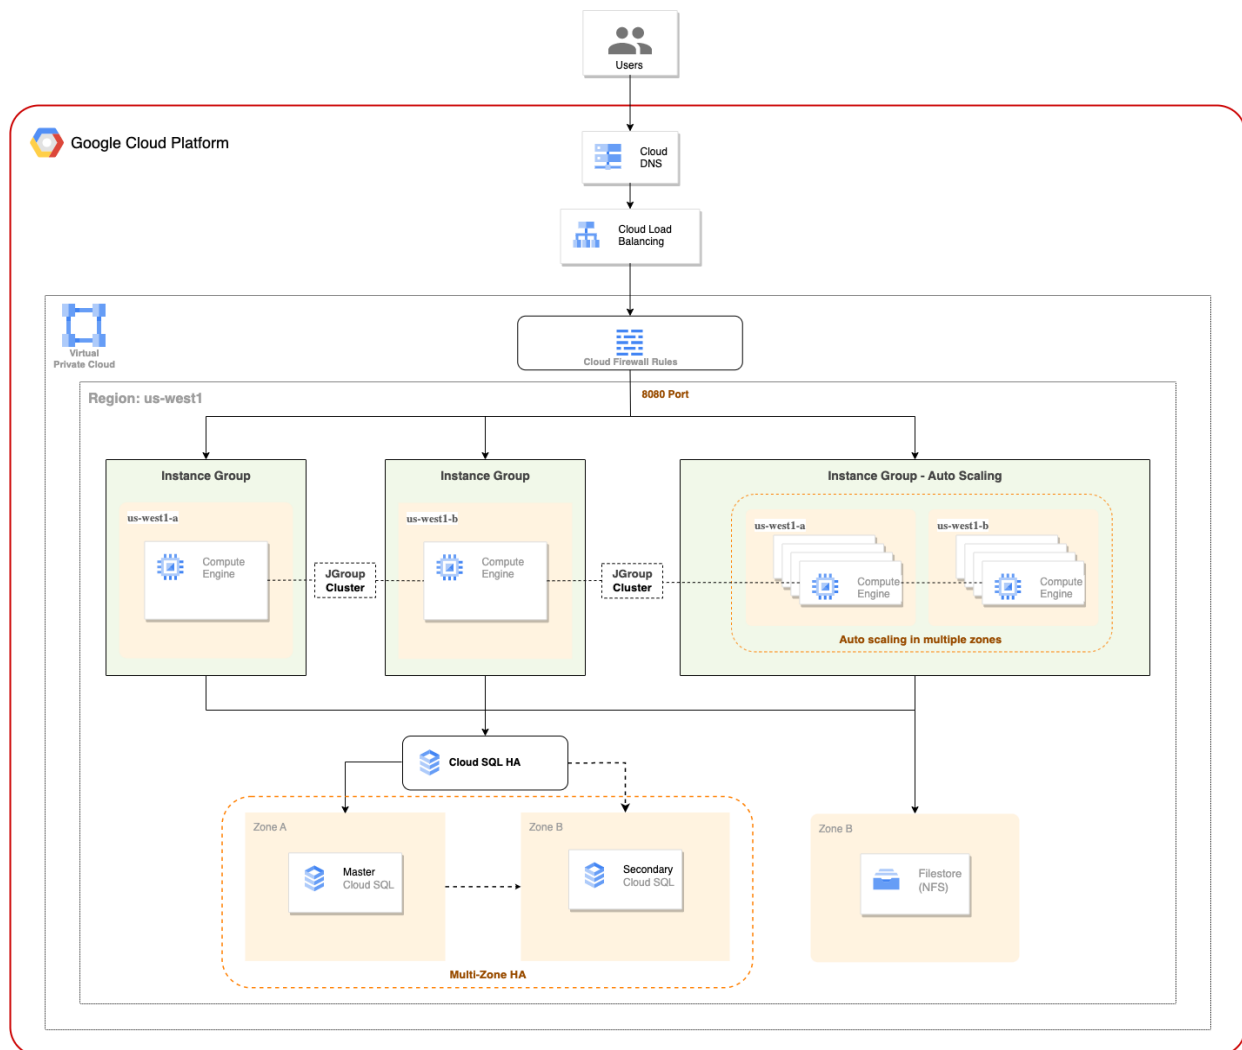 Users
Google Cloud Platform
Cloud
DNS
Cloud Load
Balancing
Virtual
Private Cloud
Cloud Firewall Rules
Region: us-west1
8080 Port
Instance Group
Instance Group
Instance Group - Auto Scaling
us-west1-a
us-west1-b
us-west1-a
us-west1-b
Compute
Engine
JGroup
Cluster
Compute
Engine
JGroup
Cluster
Compute
Engine
Compute
Engine
Auto scaling in multiple zones
Cloud SQL HA
Zone A
Zone B
Zone B
Master
Cloud SQL
Secondary
Cloud SQL
Filestore
(NFS)
Multi-Zone HA